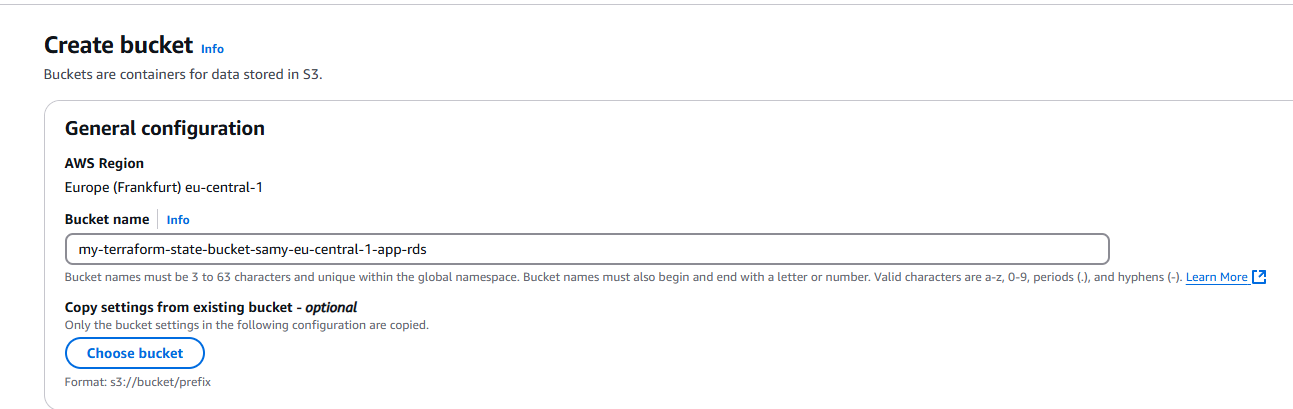 Create bucket Info
Buckets are containers for data stored in S3.
General configuration
AWS Region
Europe (Frankfurt) eu-central-1
Bucket name Info
my-terraform-state-bucket-samy-eu-central-1-app-rds
Bucket names must be 3 to 63 characters and unique within the global namespace. Bucket names must also begin and end with a letter or number. Valid characters are a-z, 0-9, periods (.), and hyphens (-). Learn More
Copy settings from existing bucket - optional
Only the bucket settings in the following configuration are copied.
Choose bucket
Format: s3://bucket/prefix